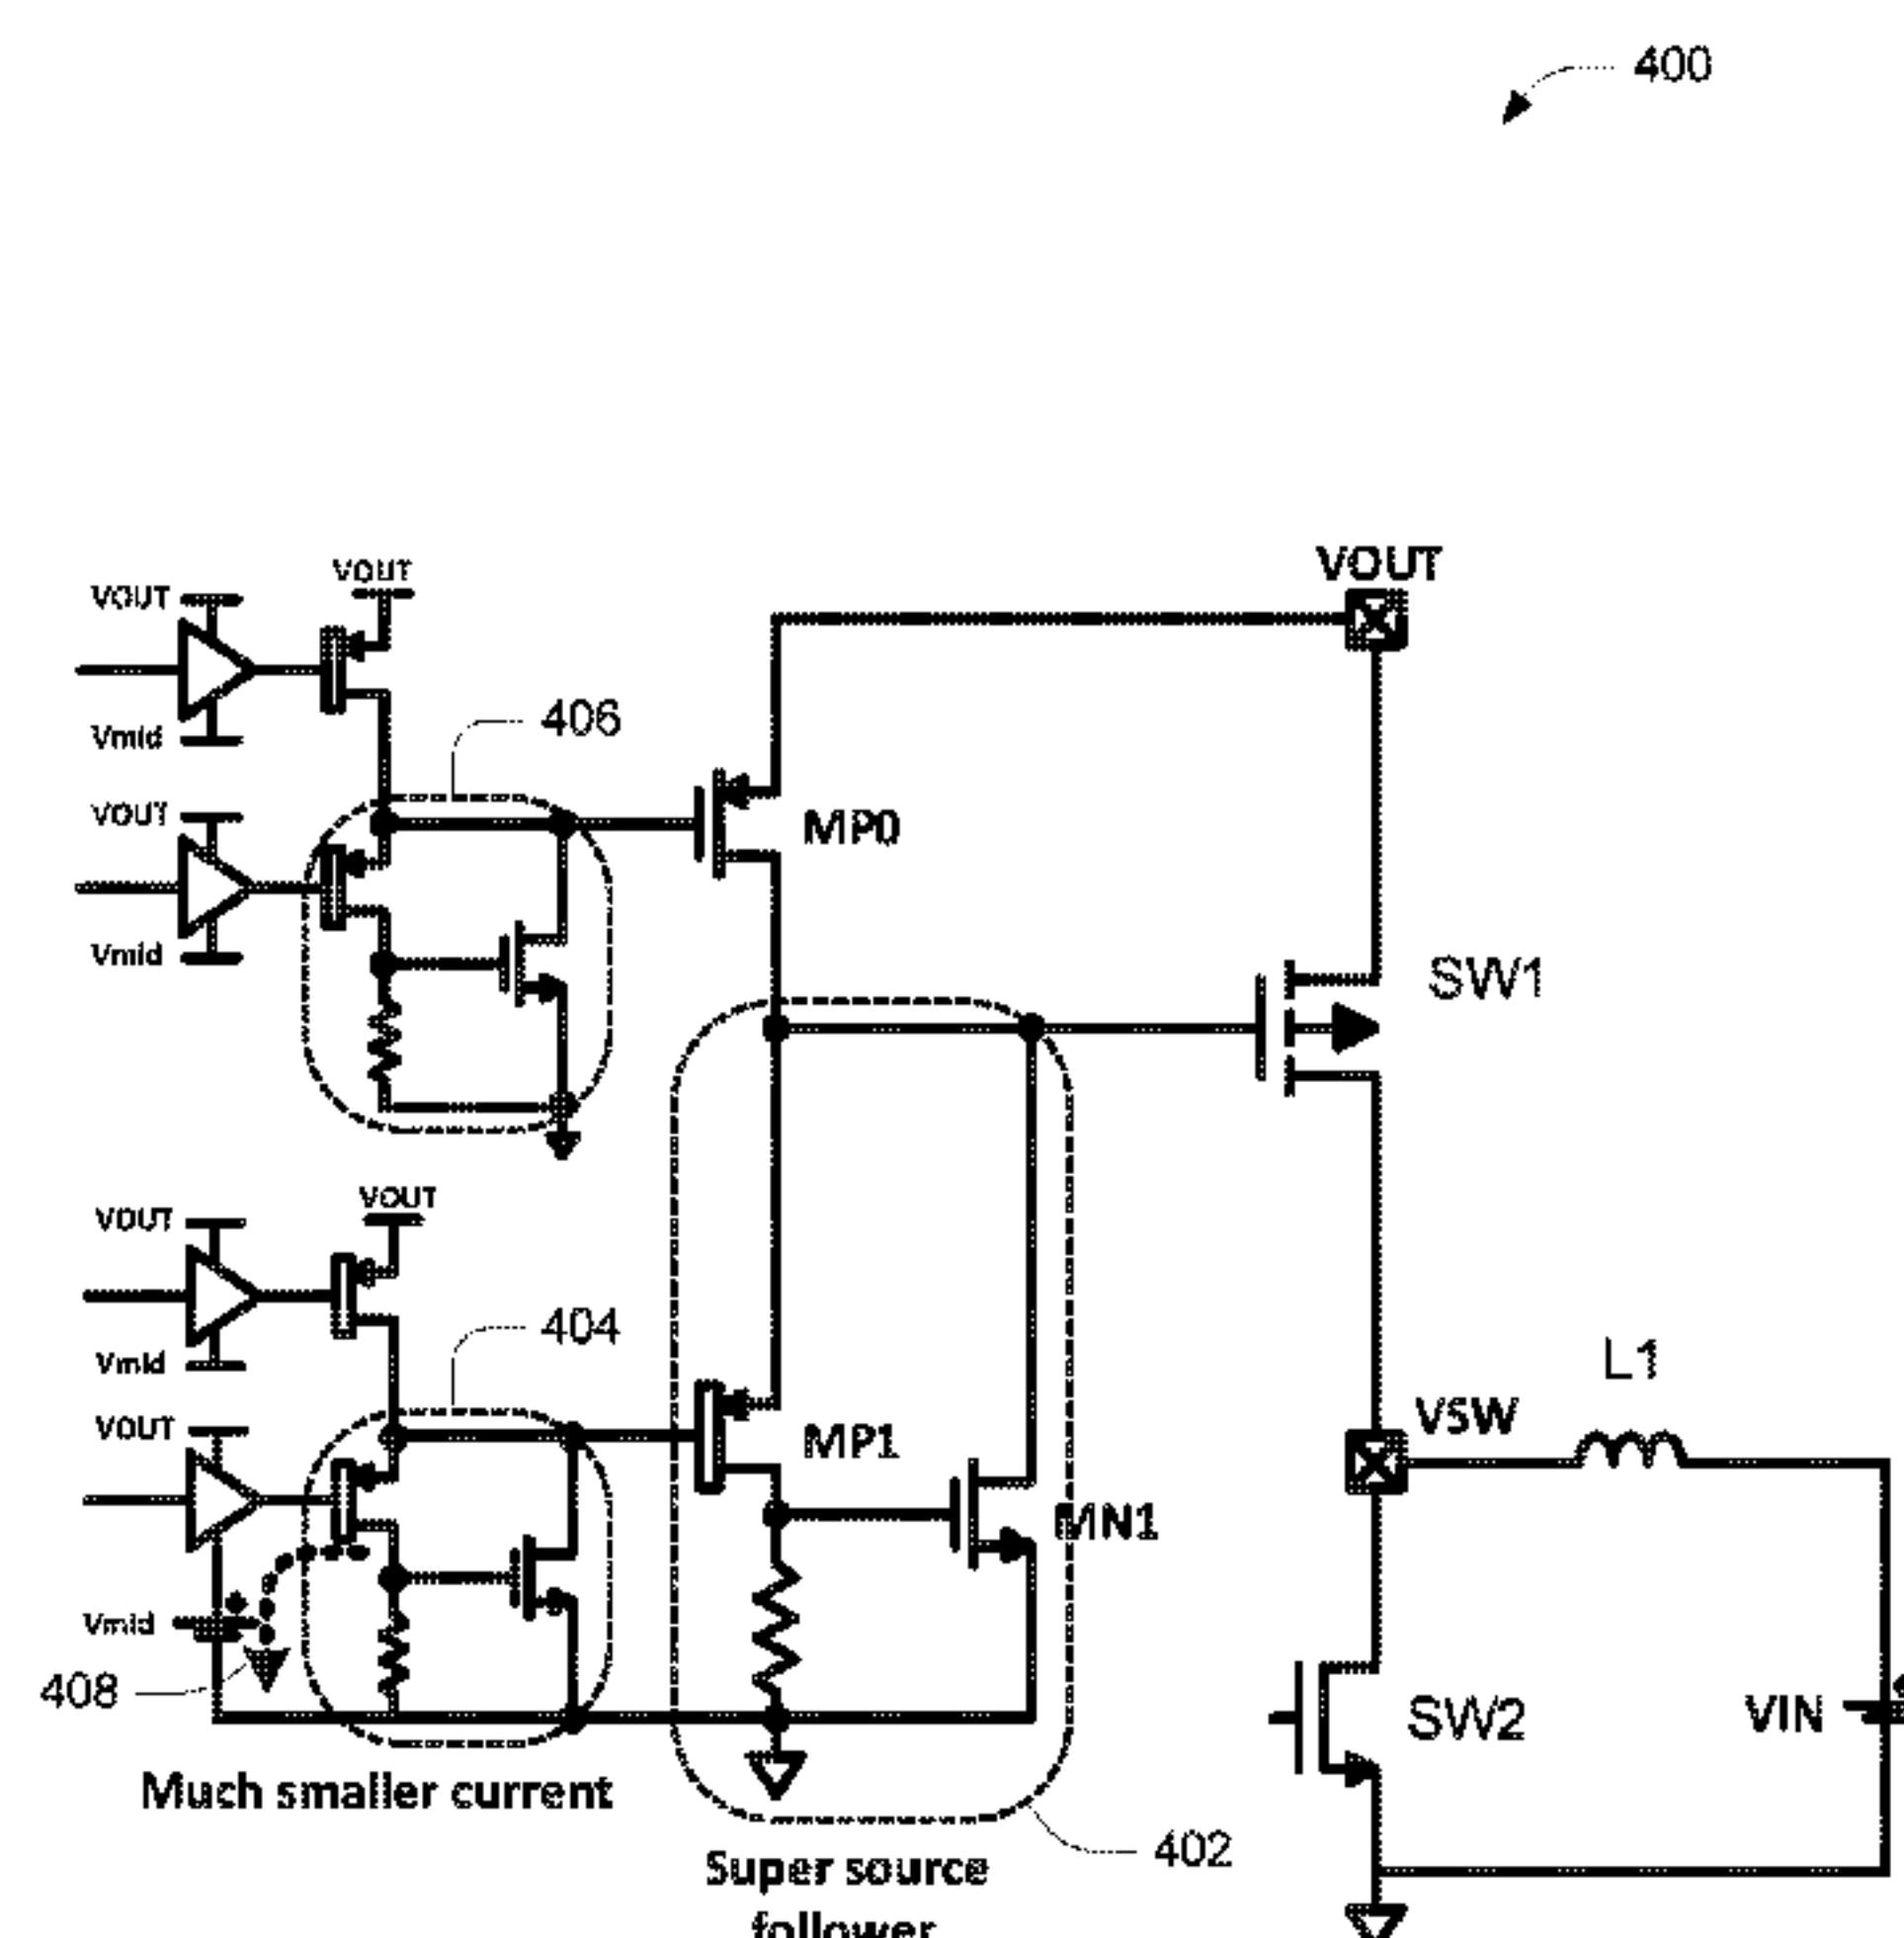 400
VOUT
VOUT
VOUT
Vmid
406
VOUT
MP0
Vmid
SW1
VOUT
VOUT
404
Vmid
L1
VOUT
VSW
MP1
MN1
Vmid
408
SW2
VIN
Much smaller current
402
Super source
follower